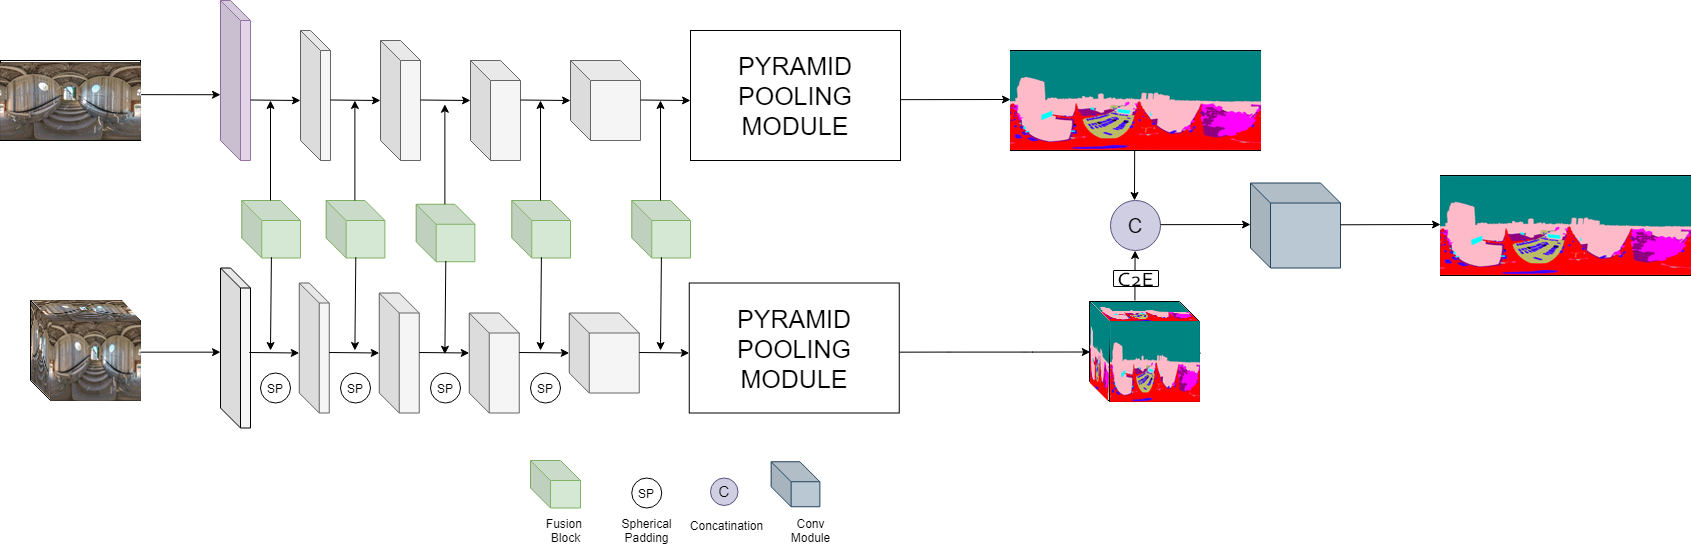 PYRAMID
POOLING
MODULE
C
C2E
PYRAMID
POOLING
MODULE
SP
SP
SP
SP
SP
C
Fusion
Block
Spherical
Padding
Concatination
Conv
Module